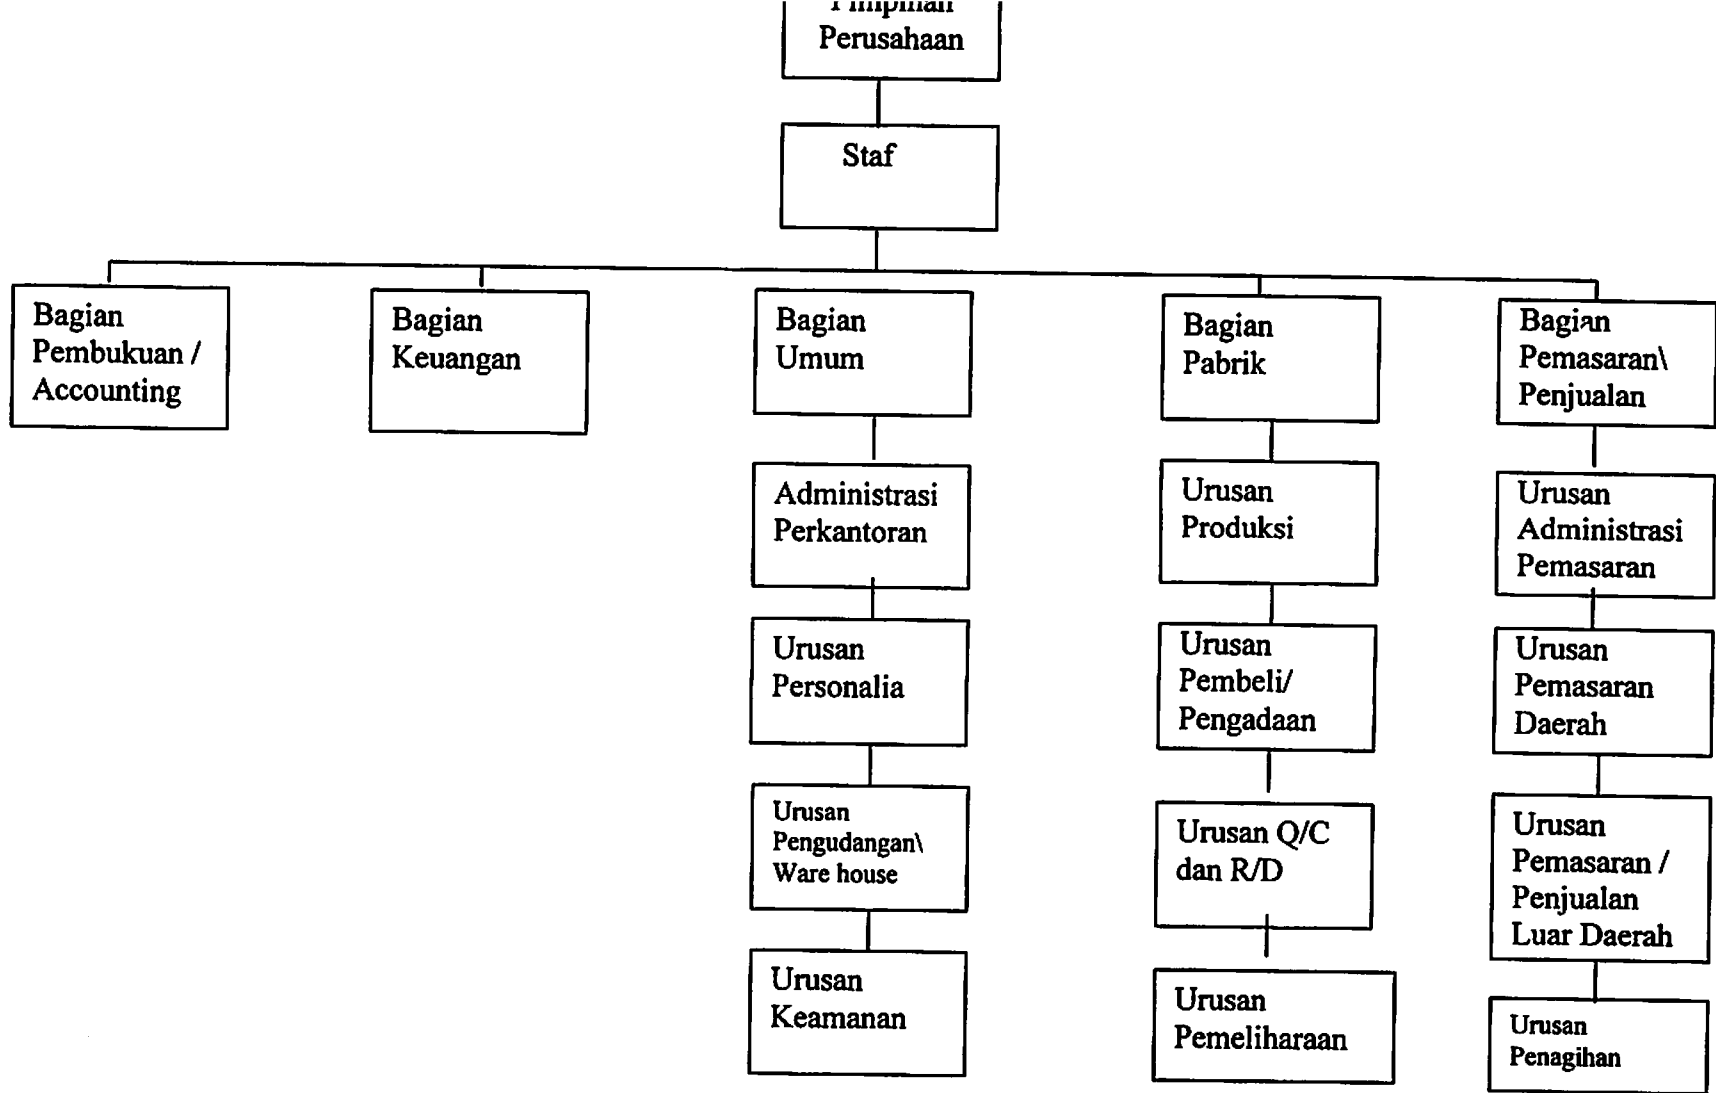 Pimpinan
Perusahaan
Staf
Bagian
Pembukuan /
Accounting
Bagian
Keuangan
Bagian
Umum
Bagian
Pabrik
Bagian
Pemasaran\
Penjualan
Administrasi
Perkantoran
Urusan
Produksi
Urusan
Administrasi
Pemasaran
Urusan
Personalia
Urusan
Pembeli/
Pengadaan
Urusan
Pemasaran
Daerah
Urusan
Pengudangan\
Ware house
Urusan Q/C
dan R/D
Urusan
Pemasaran /
Penjualan
Luar Daerah
Urusan
Keamanan
Urusan
Pemeliharaan
Urusan
Penagihan